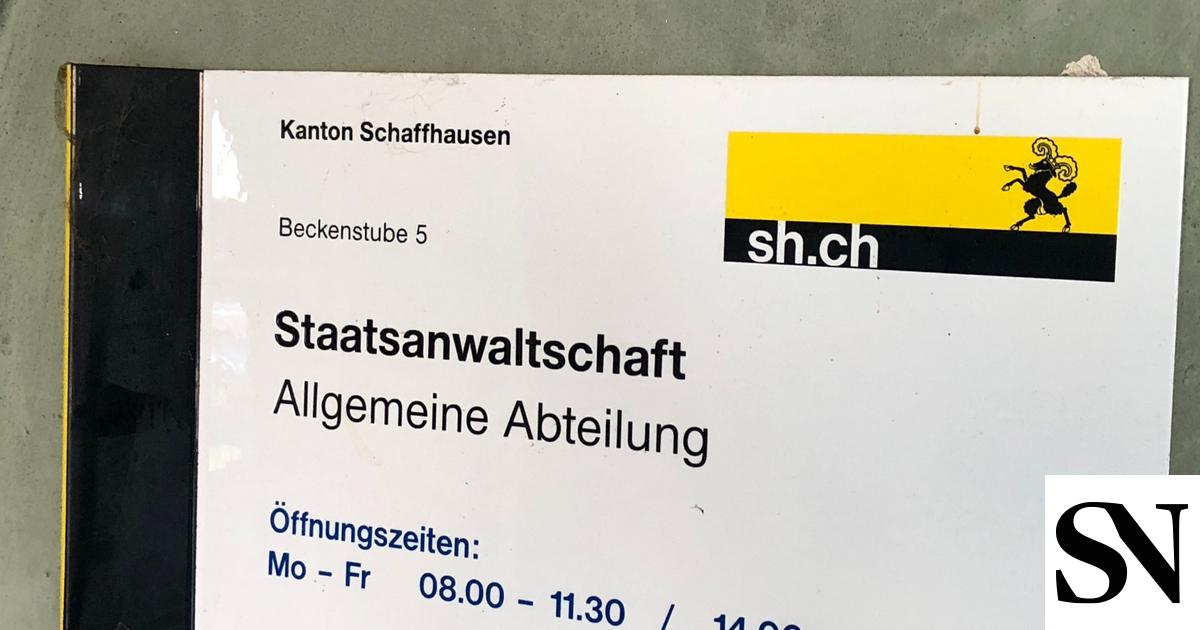 Kanton Schaffhausen
sh.ch
Beckenstube 5
Staatsanwaltschaft
Allgemeine Abteilung
Öffnungszeiten:
Mo – Fr 08.00 – 11.30 /
SN